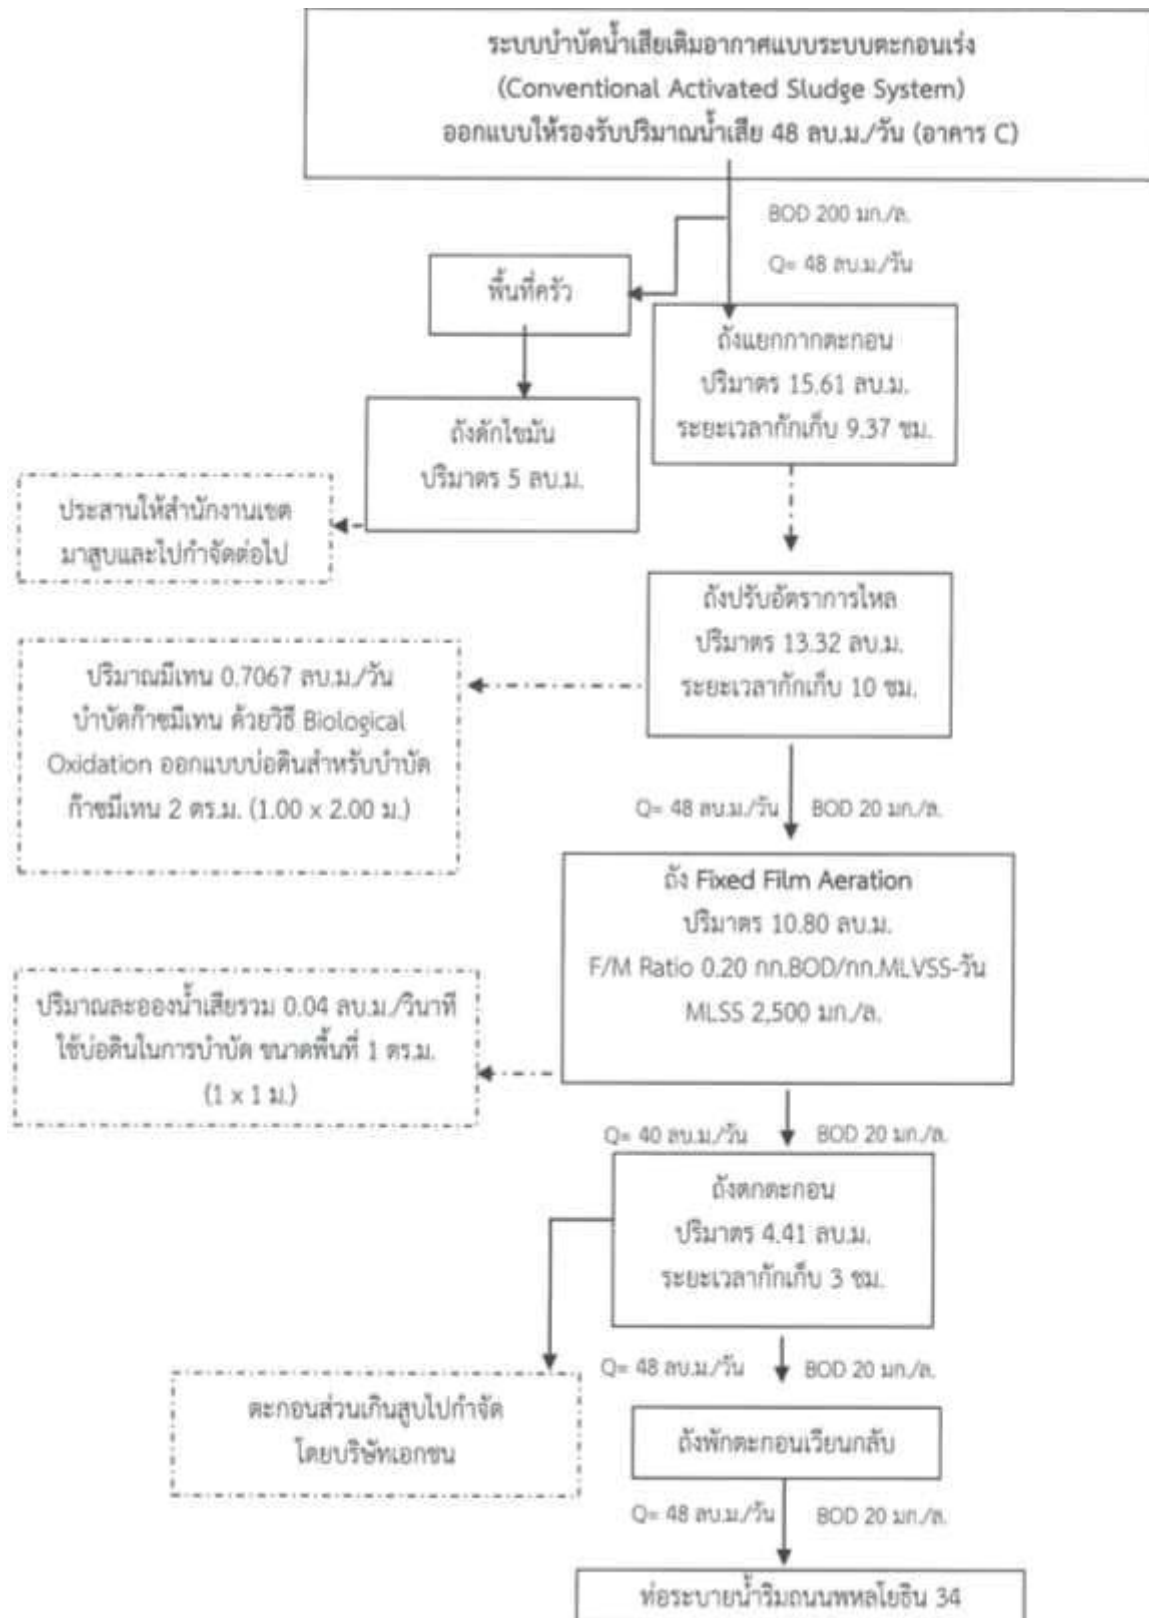 ระบบบำบัดน้ำเสียเติมอากาศแบบระบบตะกอนเร่ง
(Conventional Activated Sludge System)
ออกแบบให้รองรับปริมาณน้ำเสีย 48 ลบ.ม./วัน (อาคาร C)
BOD 200 มก./ล.
Q= 48 ลบ.ม./วัน
พื้นที่ครัว
ถังแยกกากตะกอน
ปริมาตร 15.61 ลบ.ม.
ระยะเวลากักเก็บ 9.37 ชม.
ถังดักไขมัน
ปริมาตร 5 ลบ.ม.
ประสานให้สำนักงานเขต
มาสูบและไปกำจัดต่อไป
ถังปรับอัตราการไหล
ปริมาตร 13.32 ลบ.ม.
ระยะเวลากักเก็บ 10 ชม.
ปริมาณมีเทน 0.7067 ลบ.ม./วัน
บำบัดก๊าซมีเทน ด้วยวิธี Biological
Oxidation ออกแบบบ่อดินสำหรับบำบัด
ก๊าซมีเทน 2 ตร.ม. (1.00 x 2.00 ม.)
Q= 48 ลบ.ม./วัน BOD 20 มก./ล.
ถัง Fixed Film Aeration
ปริมาตร 10.80 ลบ.ม.
F/M Ratio 0.20 กก.BOD/กก.MLVSS-วัน
MLSS 2,500 มก./ล.
ปริมาณละอองน้ำเสียรวม 0.04 ลบ.ม./วินาที
ใช้บ่อดินในการบำบัด ขนาดพื้นที่ 1 ตร.ม.
(1 x 1 ม.)
Q= 40 ลบ.ม./วัน BOD 20 มก./ล.
ถังตกตะกอน
ปริมาตร 4.41 ลบ.ม.
ระยะเวลากักเก็บ 3 ชม.
Q= 48 ลบ.ม./วัน BOD 20 มก./ล.
ตะกอนส่วนเกินสูบไปกำจัด
โดยบริษัทเอกชน
ถังพักตะกอนเวียนกลับ
Q= 48 ลบ.ม./วัน BOD 20 มก./ล.
ท่อระบายน้ำริมถนนพหลโยธิน 34